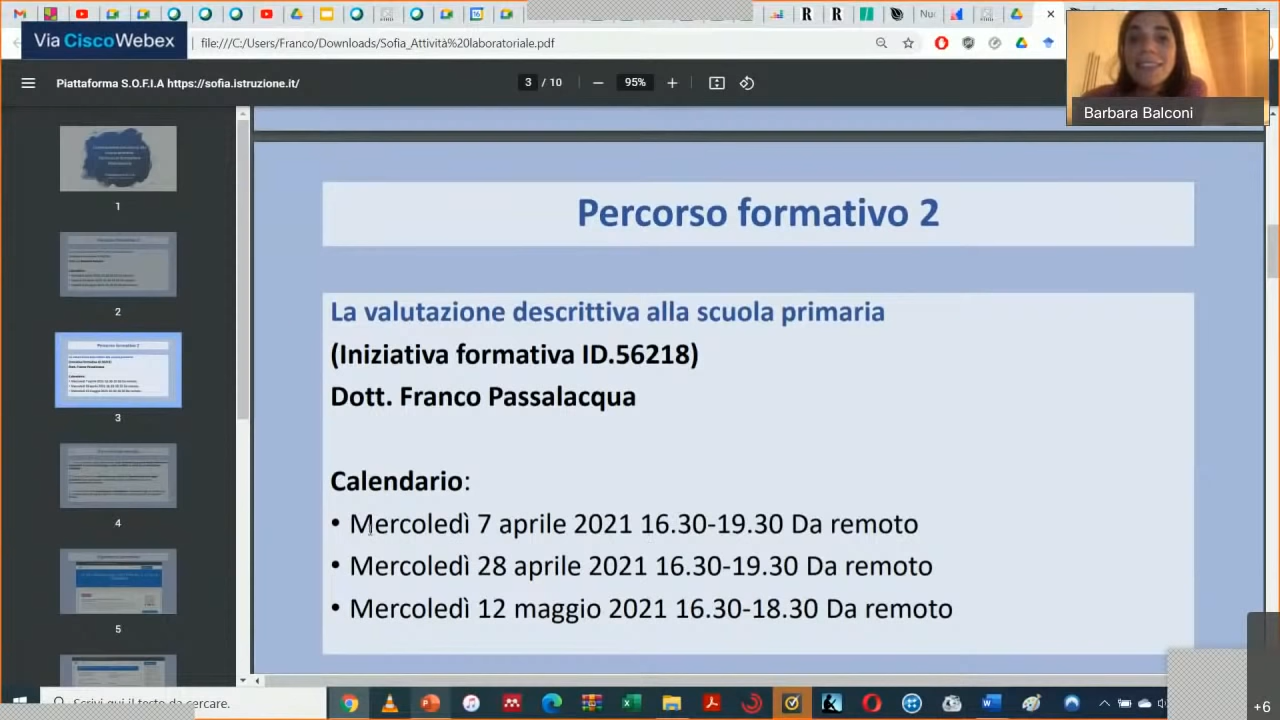 Via Cisco Webex
file:///C:/Users/Franco/Downloads/Sofia_Attività%20laboratoriale.pdf
Piattaforma S.O.F.I.A https://sofia.istruzione.it/
3 / 10
95%
Barbara Balconi
1
2
3
4
5
Percorso formativo 2
La valutazione descrittiva alla scuola primaria
(Iniziativa formativa ID.56218)
Dott. Franco Passalacqua
Calendario:
• Mercoledì 7 aprile 2021 16.30-19.30 Da remoto
• Mercoledì 28 aprile 2021 16.30-19.30 Da remoto
• Mercoledì 12 maggio 2021 16.30-18.30 Da remoto
Scrivi qui il testo da cercare.
+6